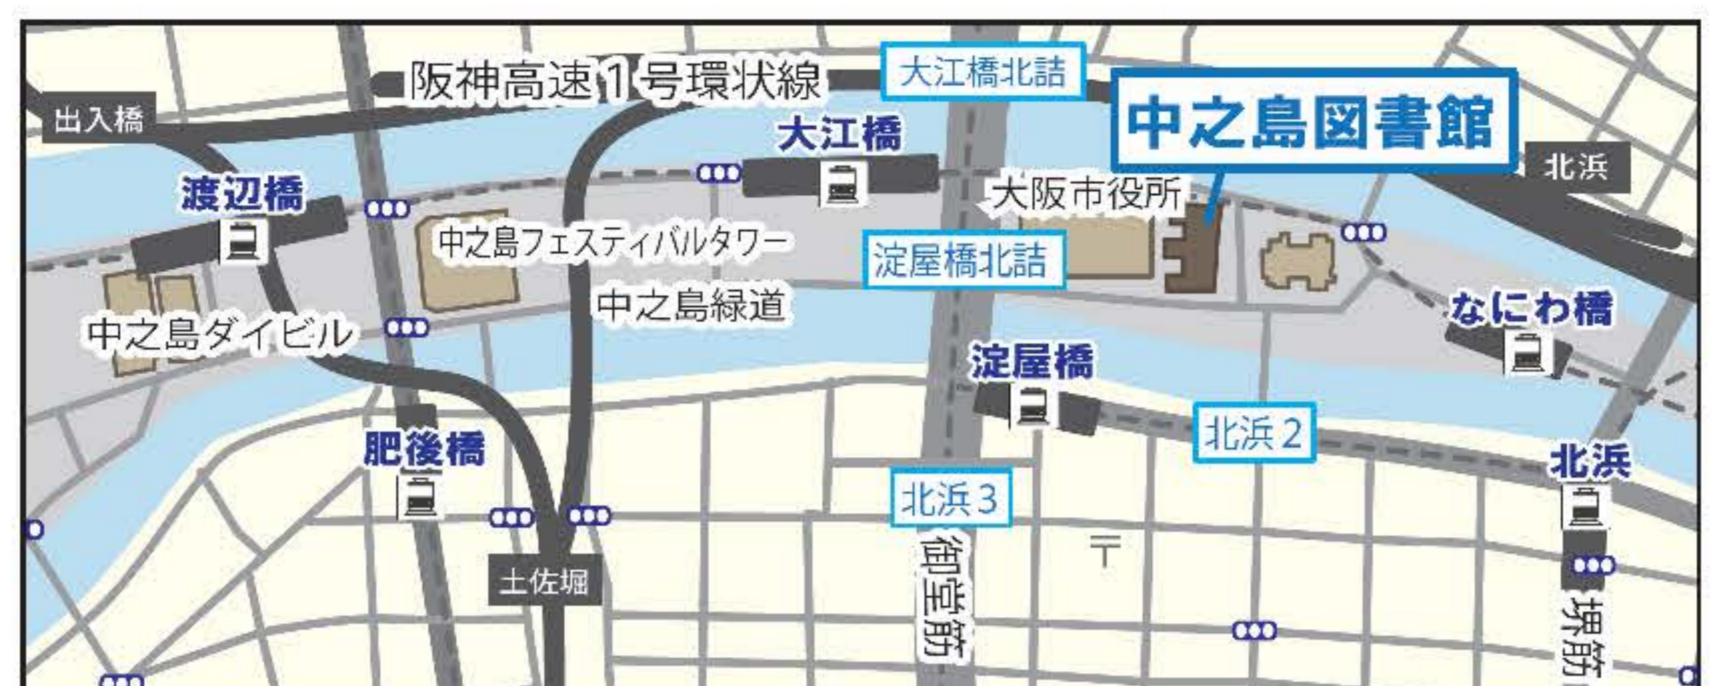 大江橋北詰
阪神高速1号環状線
中之島図書館
出入橋
大江橋
北浜
渡辺橋
大阪市役所
中之島フェスティバルタワー
淀屋橋北詰
中之島緑道
なにわ橋
中之島ダイビル
淀屋橋
北浜2
肥後橋
北浜
北浜3
〒
土佐堀
御堂筋
堺筋